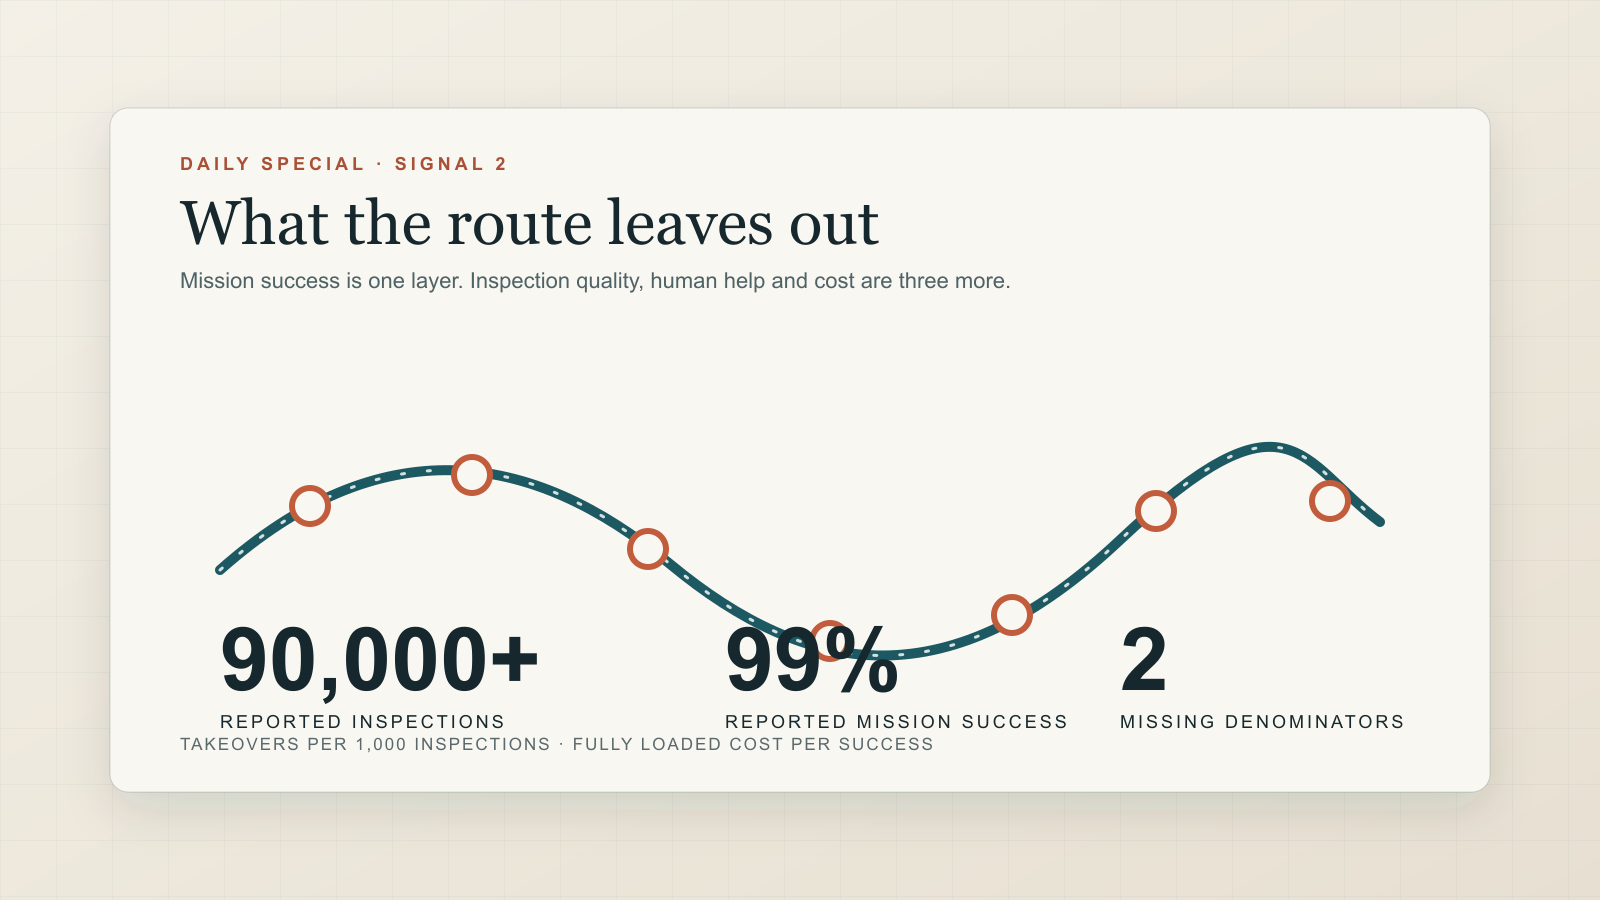 DAILY SPECIAL · SIGNAL 2
What the route leaves out
Mission success is one layer. Inspection quality, human help and cost are three more.
90,000+
REPORTED INSPECTIONS
99%
REPORTED MISSION SUCCESS
2
MISSING DENOMINATORS
TAKEOVERS PER 1,000 INSPECTIONS · FULLY LOADED COST PER SUCCESS